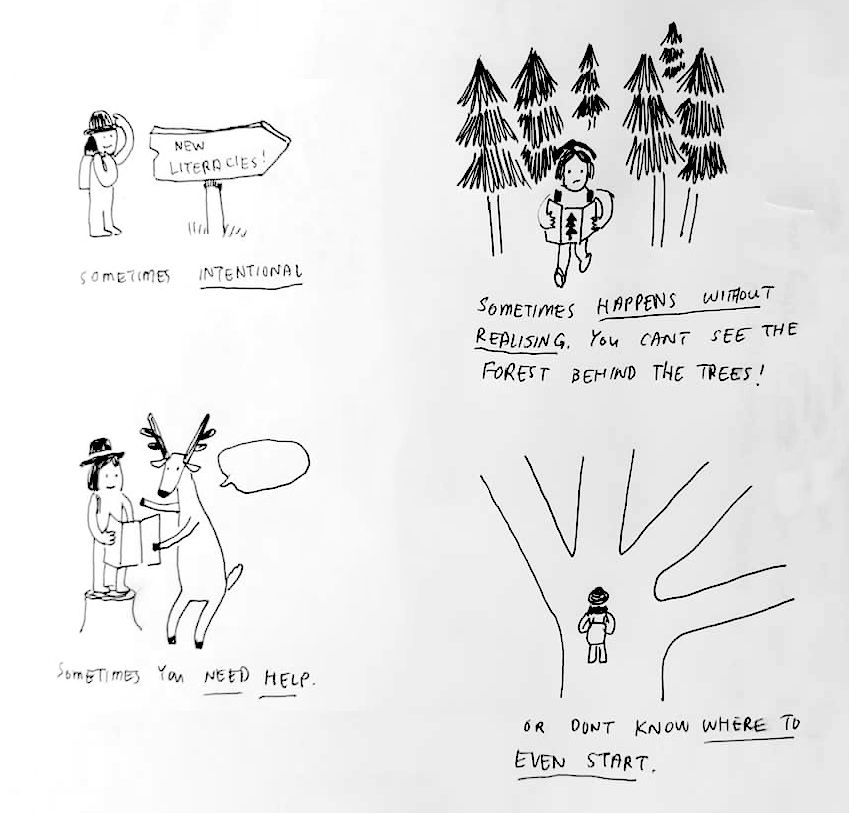 NEW
LITERACIES!
SOMETIMES INTENTIONAL
SOMETIMES HAPPENS WITHOUT
REALISING. YOU CANT SEE THE
FOREST BEHIND THE TREES!
SOMETIMES YOU NEED HELP.
OR DONT KNOW WHERE TO
EVEN START.